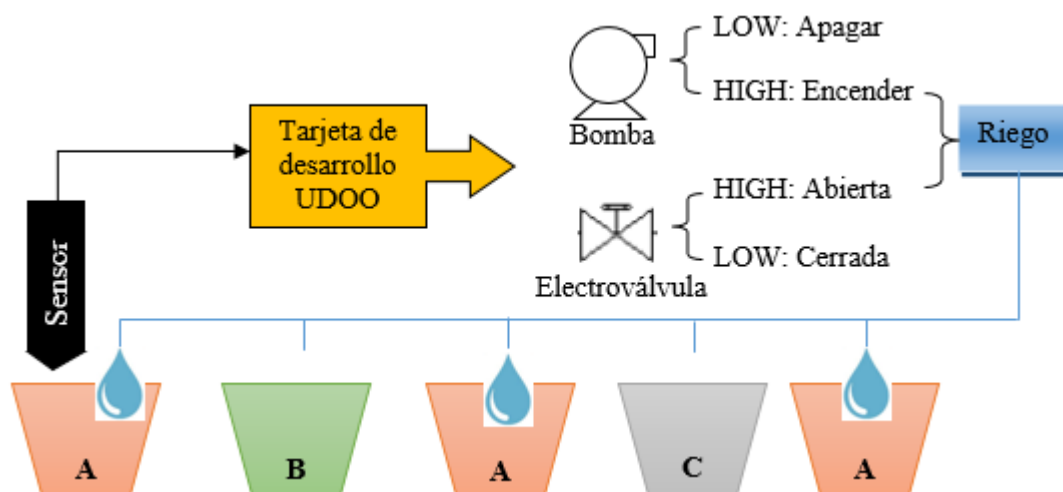 LOW: Apagar
HIGH: Encender
Bomba
Tarjeta de
desarrollo
UDOO
Riego
HIGH: Abierta
LOW: Cerrada
Electroválvula
Sensor
A
B
A
C
A